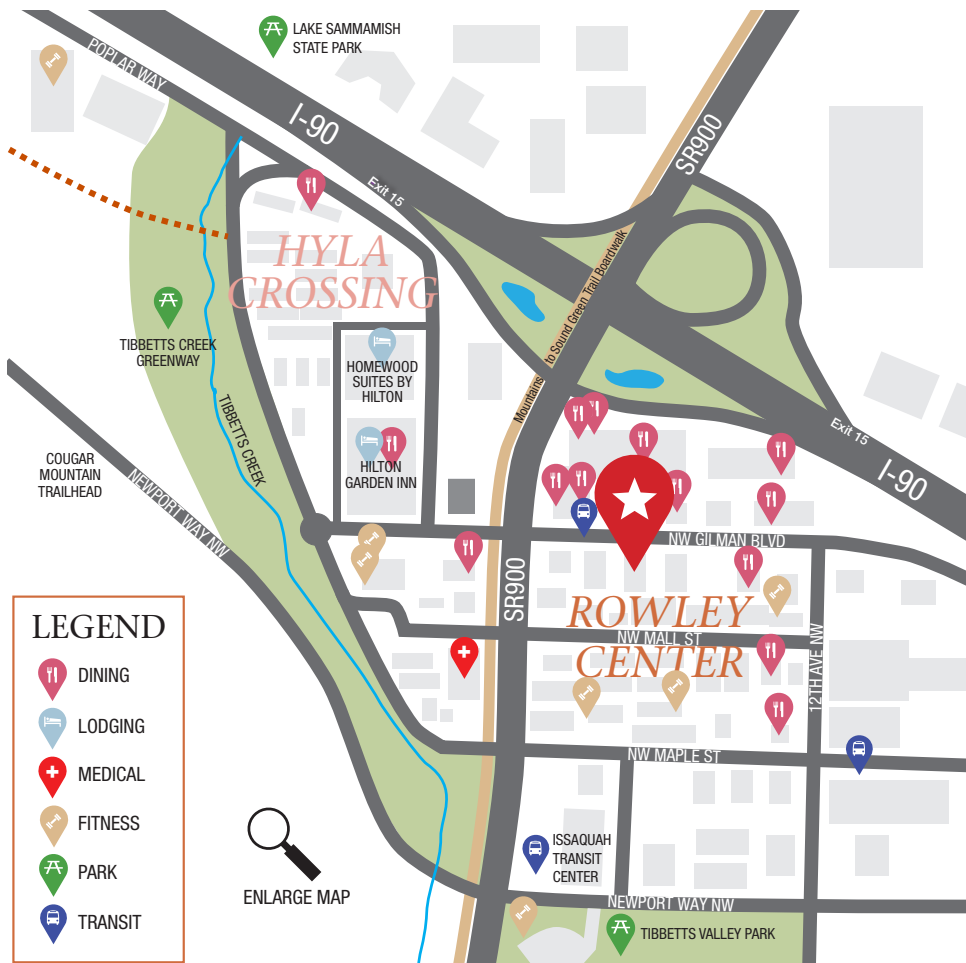 LAKE SAMMAMISH
STATE PARK
POPLAR WAY
I-90
SR900
Exit 15
HYLA
CROSSING
Mountains to Sound Green Trail Boardwalk
TIBBETTS CREEK
GREENWAY
HOMEWOOD
SUITES BY
HILTON
TIBBETTS CREEK
HILTON
GARDEN INN
COUGAR
MOUNTAIN
TRAILHEAD
NEWPORT WAY NW
Exit 15
I-90
NW GILMAN BLVD
SR900
ROWLEY
CENTER
NW MALL ST
12TH AVE NW
NW MAPLE ST
LEGEND
DINING
LODGING
MEDICAL
FITNESS
PARK
TRANSIT
ENLARGE MAP
ISSAQUAH
TRANSIT
CENTER
NEWPORT WAY NW
TIBBETTS VALLEY PARK